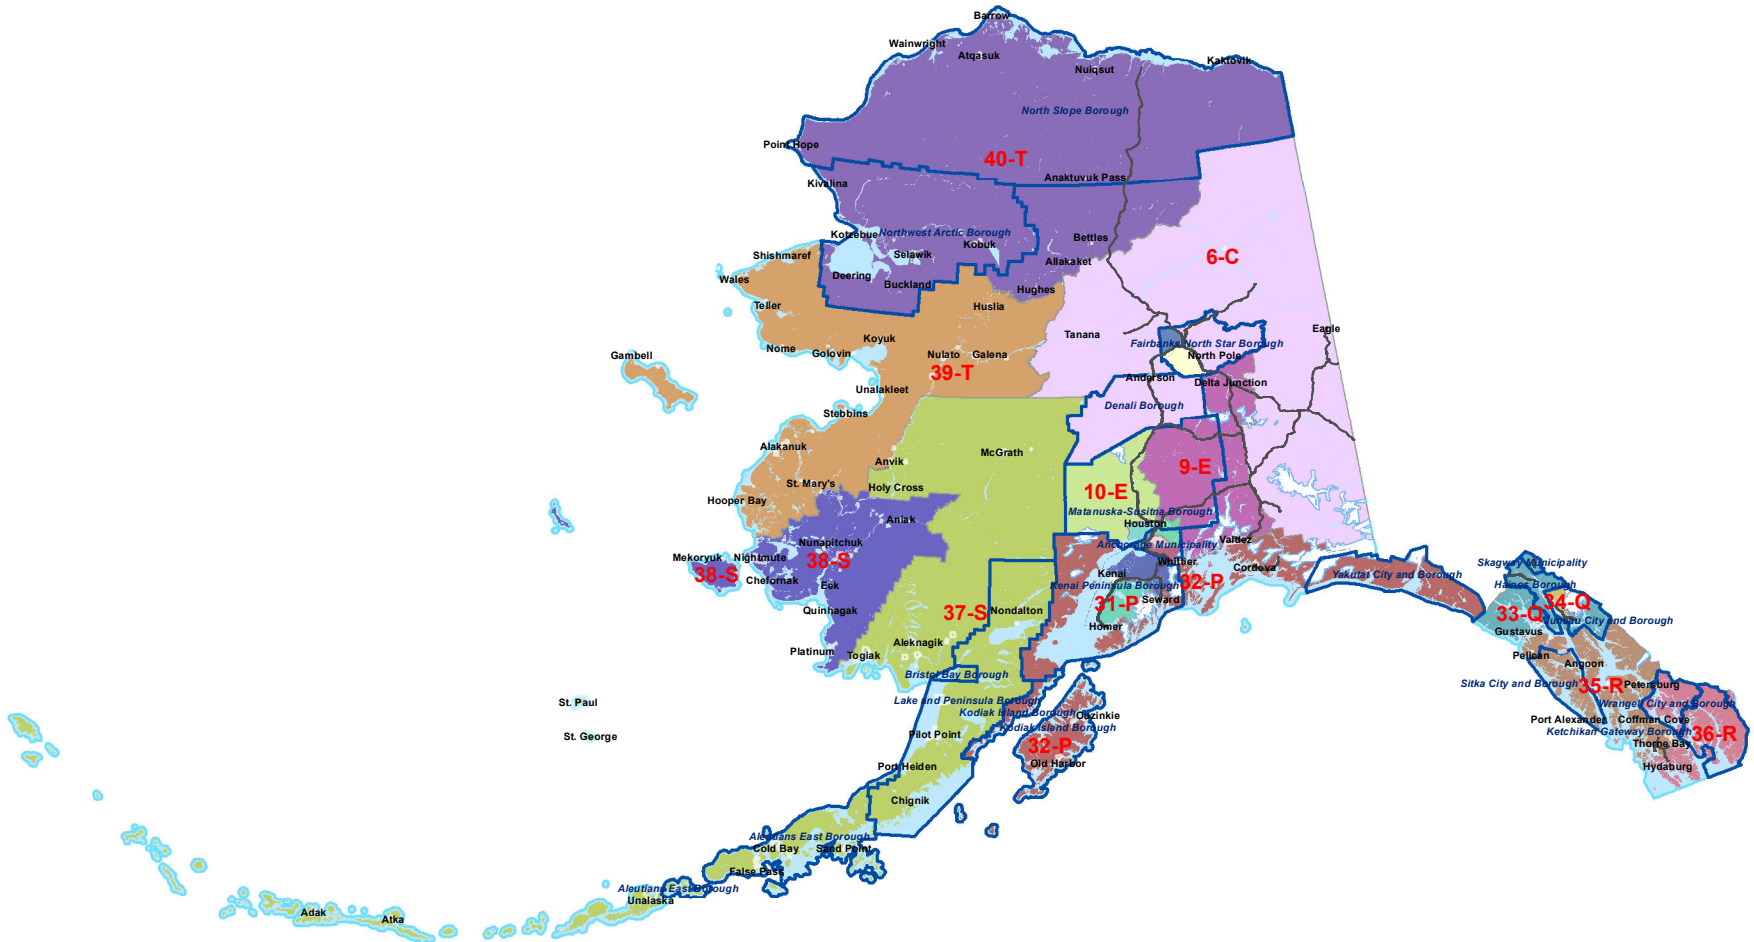 Barrow
Wainwright
Atqasuk
Nuiqsut
Kaktovik
North Slope Borough
Point Hope
40-T
Anaktuvuk Pass
Kivalina
Kotzebue
Northwest Arctic Borough
Kobuk
Bettles
Selawik
Shishmaref
Deering
Allakaket
6-C
Wales
Buckland
Hughes
Teller
Huslia
Tanana
Eagle
Koyuk
Fairbanks North Star Borough
Nome
Golovin
Nulato
Galena
North Pole
Gambell
39-T
Anderson
Delta Junction
Unalakleet
Denali Borough
Stebbins
Alakanuk
McGrath
Anvik
9-E
St. Mary's
Holy Cross
10-E
Hooper Bay
Matanuska-Susitna Borough
Aniak
Houston
Nunapitchuk
Anchorage Municipality
Valdez
Mekoryuk
Nightmute
38-S
Whittier
Cordova
Skagway Municipality
38-S
Chefornak
Eek
Kenai
Kenai Peninsula Borough
32-P
Yakutat City and Borough
Haines Borough
Quinhagak
37-S
Nondalton
31-P
Seward
33-Q
34-Q
Homer
Juneau City and Borough
Gustavus
Aleknagik
Platinum
Togiak
Pelican
Angoon
Bristol Bay Borough
Sitka City and Borough
35-R
Petersburg
St. Paul
Lake and Peninsula Borough
Wrangell City and Borough
Kodiak Island Borough
Ouzinkie
Kodiak Island Borough
Port Alexander
Coffman Cove
St. George
Pilot Point
Ketchikan Gateway Borough
36-R
32-P
Thorne Bay
Port Heiden
Old Harbor
Hydaburg
Chignik
Aleutians East Borough
Cold Bay
Sand Point
False Pass
Aleutians East Borough
Unalaska
Adak
Atka